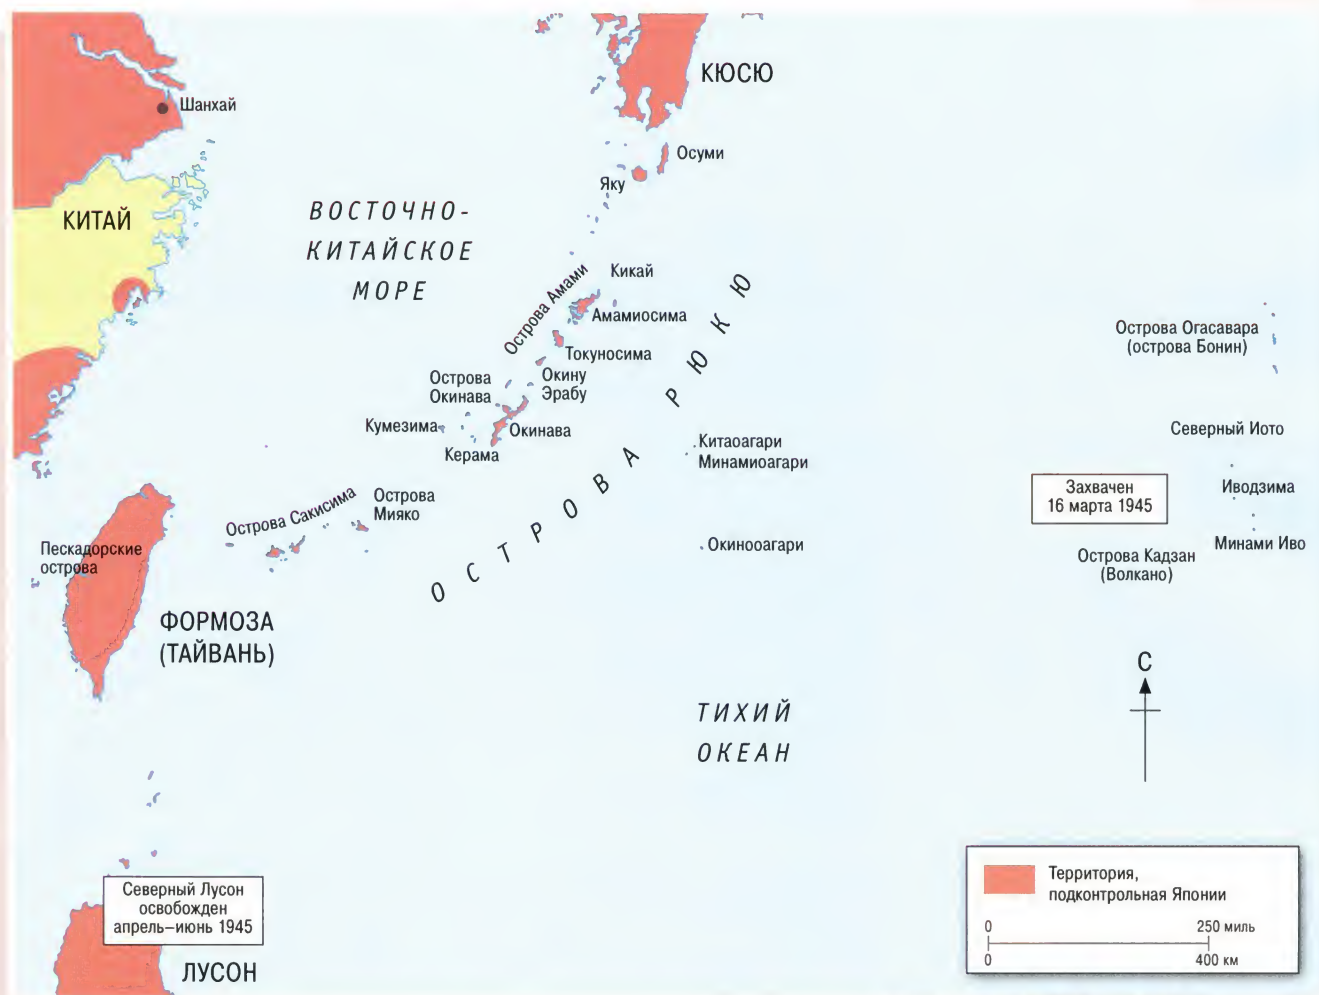 КЮСЮ
Шанхай
Осуми
Яку
КИТАЙ
ВОСТОЧНО-
КИТАЙСКОЕ
МОРЕ
Острова Амами
Кикай
Амамиосима
Токуносима
Окину
Эрабу
Острова
Окинава
Окинава
Кумезима
Керама
ОСТРОВА РЮКЮ
Китаоагари
Минамиоагари
Окинооагари
Острова Огасавара
(острова Бонин)
Северный Иото
Захвачен
16 марта 1945
Иводзима
Минами Иво
Острова Кадзан
(Волкано)
Острова Сакисима
Острова
Мияко
Пескадорские
острова
ФОРМОЗА
(ТАЙВАНЬ)
ТИХИЙ
ОКЕАН
С
Северный Лусон
освобожден
апрель–июнь 1945
ЛУСОН
Территория,
подконтрольная Японии
0 250 миль
0 400 км